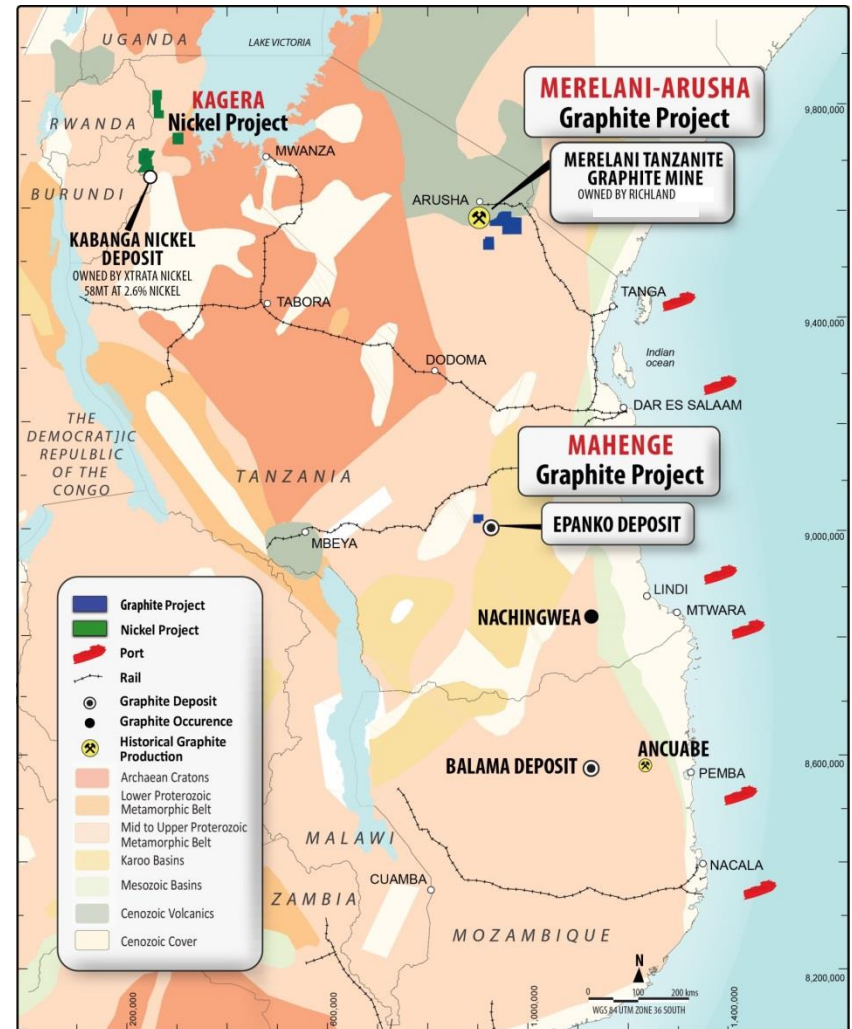 UGANDA
LAKE VICTORIA
KAGERA
Nickel Project
RWANDA
MWANZA
BURUNDI
KABANGA NICKEL
DEPOSIT
OWNED BY XTRATA NICKEL
58MT AT 2.6% NICKEL
MERELANI-ARUSHA
Graphite Project
MERELANI TANZANITE
GRAPHITE MINE
OWNED BY RICHLAND
ARUSHA
9,800,000
TABORA
TANGA
9,400,000
DODOMA
Indian
ocean
DAR ES SALAAM
THE
DEMOCRATJIC
REPULBLIC
OF THE
CONGO
TANZANIA
MAHENGE
Graphite Project
EPANKO DEPOSIT
MBEYA
9,000,000
LINDI
MTWARA
NACHINGWEA
BALAMA DEPOSIT
ANCUABE
PEMBA
8,600,000
MALAWI
NACALA
CUAMBA
ZAMBIA
MOZAMBIQUE
Graphite Project
Nickel Project
Port
Rail
Graphite Deposit
Graphite Occurence
Historical Graphite
Production
Archaean Cratons
Lower Proterozoic
Metamorphic Belt
Mid to Upper Proterozoic
Metamorphic Belt
Karoo Basins
Mesozoic Basins
Cenozoic Volcanics
Cenozoic Cover
N
0 100 200 kms
WGS 84 UTM ZONE 36 SOUTH
8,200,000
200,000
600,000
1,000,000
1,400,000